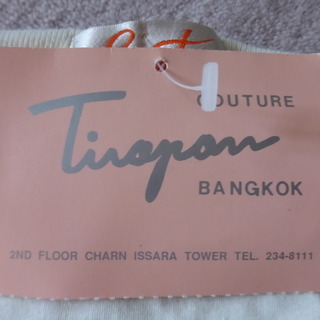 COUTURE
Tirapan
BANGKOK
2ND FLOOR CHARN ISSARA TOWER TEL. 234-8111